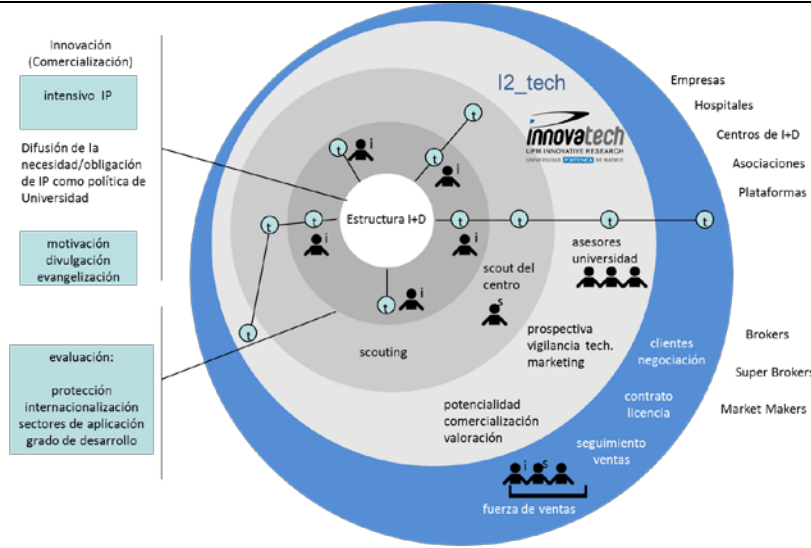 Innovación
(Comercialización)
intensivo IP
Difusión de la
necesidad/obligación
de IP como política de
Universidad
motivación
divulgación
evangelización
evaluación:
protección
internacionalización
sectores de aplicación
grado de desarrollo
I2_tech
innovatech
UPM INNOVATIVE RESEARCH
UNIVERSIDAD POLITÉCNICA DE MADRID
Empresas
Hospitales
Centros de I+D
Asociaciones
Plataformas
t
t i
t i
Estructura I+D
t
t i
t i
t
t
t
asesores
universidad
scout del
centro
s
t i
t
scouting
prospectiva
vigilancia tech.
marketing
clientes
negociación
Brokers
Super Brokers
Market Makers
potencialidad
comercialización
valoración
contrato
licencia
seguimiento
ventas
i s
fuerza de ventas